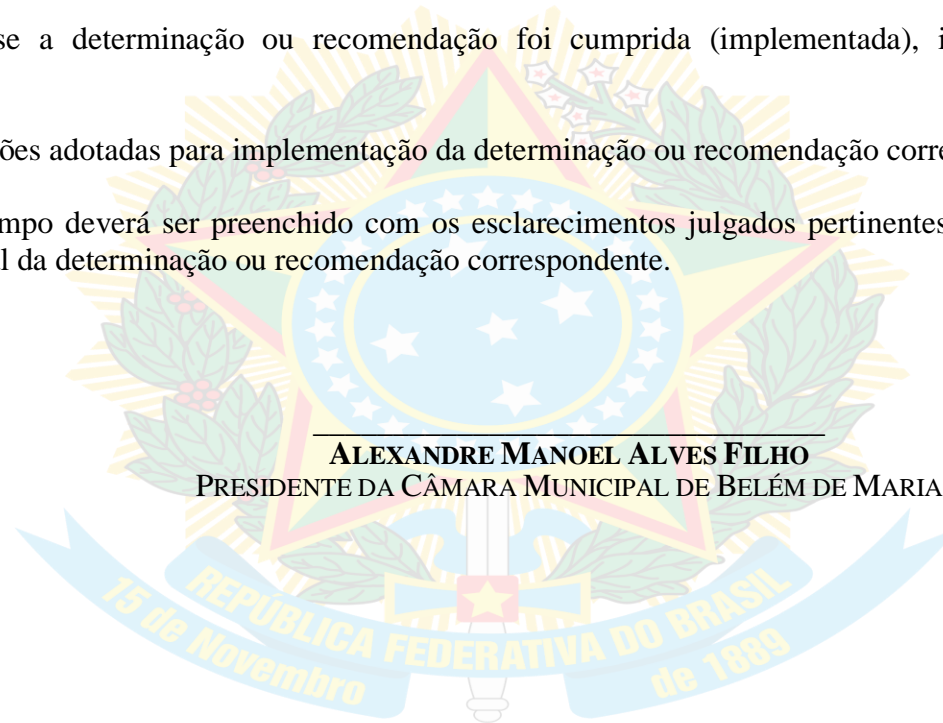 se a determinação ou recomendação foi cumprida (implementada),
ões adotadas para implementação da determinação ou recomendação corre
mpo deverá ser preenchido com os esclarecimentos julgados pertinentes
l da determinação ou recomendação correspondente.
ALEXANDRE MANOEL ALVES FILHO
PRESIDENTE DA CÂMARA MUNICIPAL DE BELÉM DE MARIA
REPÚBLICA FEDERATIVA DO BRASIL
15 de Novembro de 1889